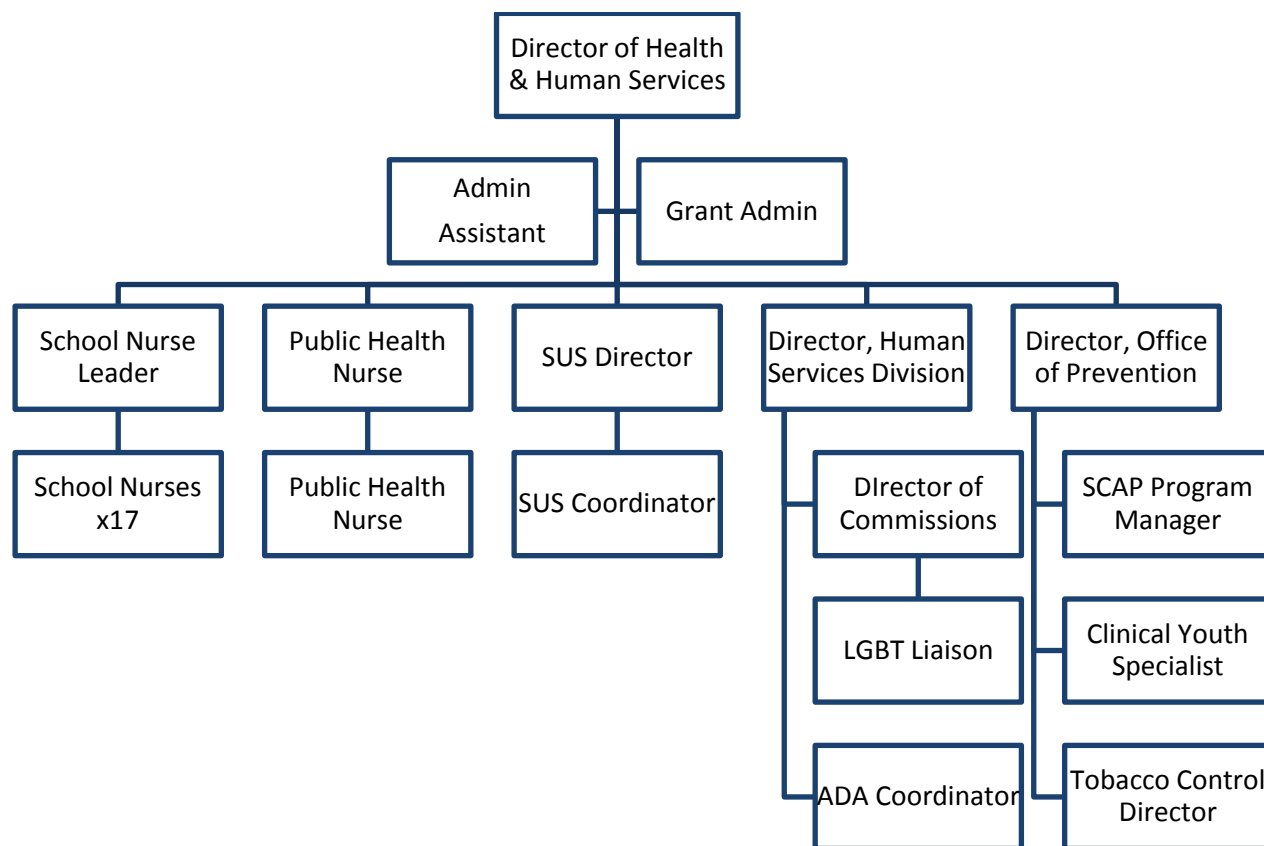 Director of Health
& Human Services
Admin
Assistant
Grant Admin
School Nurse
Leader
Public Health
Nurse
SUS Director
Director, Human
Services Division
Director, Office
of Prevention
School Nurses
x17
Public Health
Nurse
SUS Coordinator
DIrector of
Commissions
SCAP Program
Manager
LGBT Liaison
Clinical Youth
Specialist
ADA Coordinator
Tobacco Control
Director